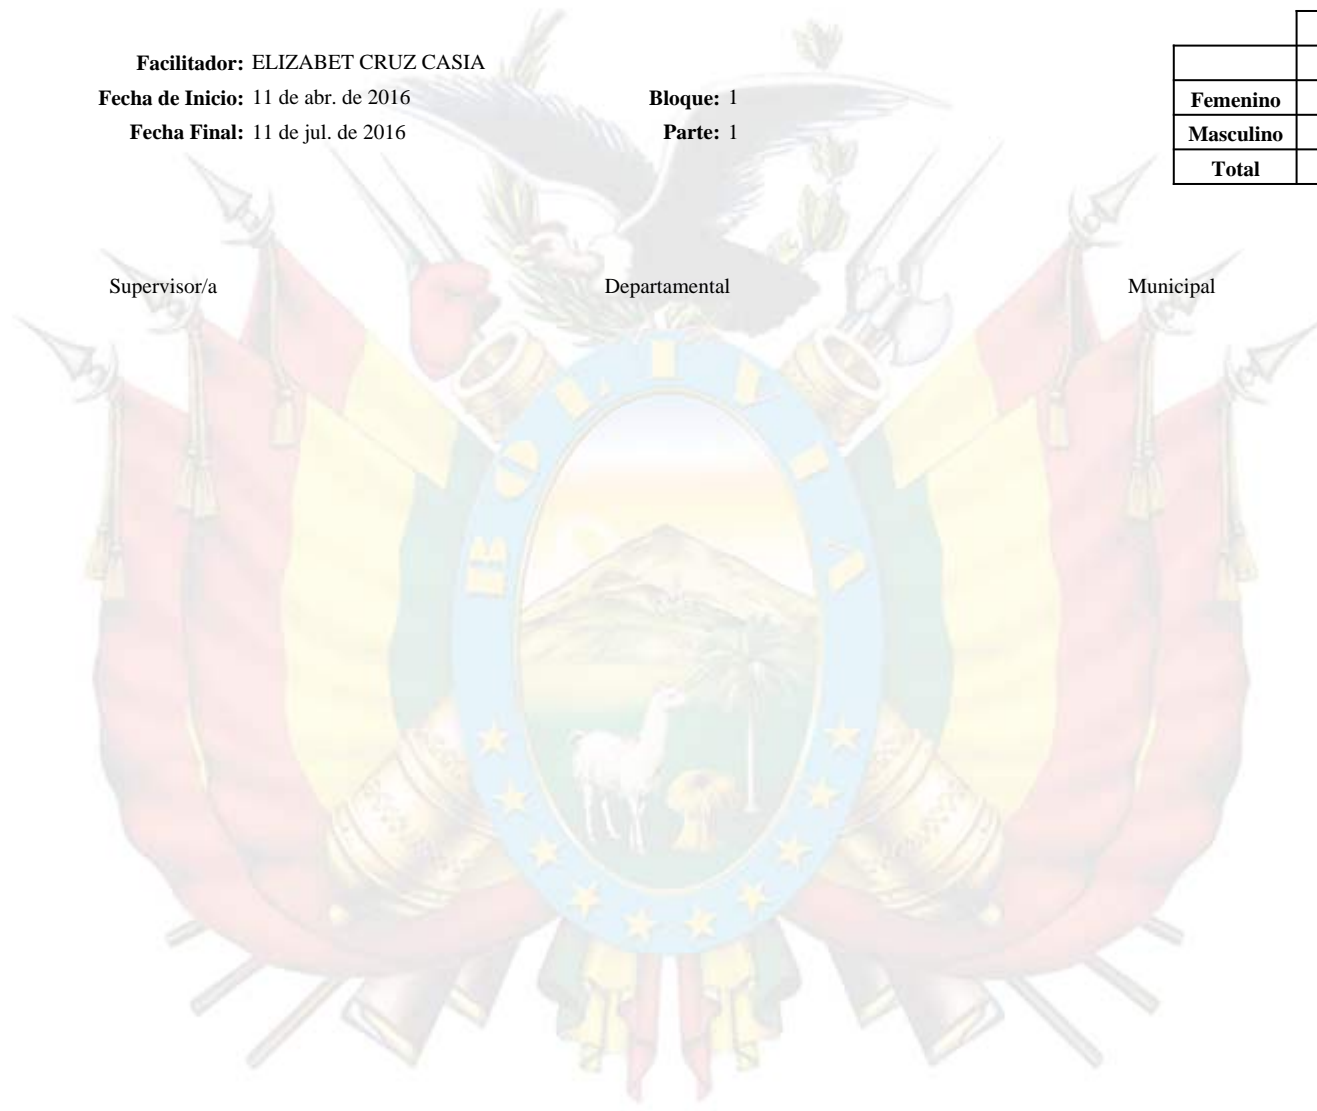 Facilitador: ELIZABET CRUZ CASIA
Fecha de Inicio: 11 de abr. de 2016 Bloque: 1
Femenino
Fecha Final: 11 de jul. de 2016 Parte: 1
Masculino
Total
Supervisor/a Departamental Municipal
BOLIVIA